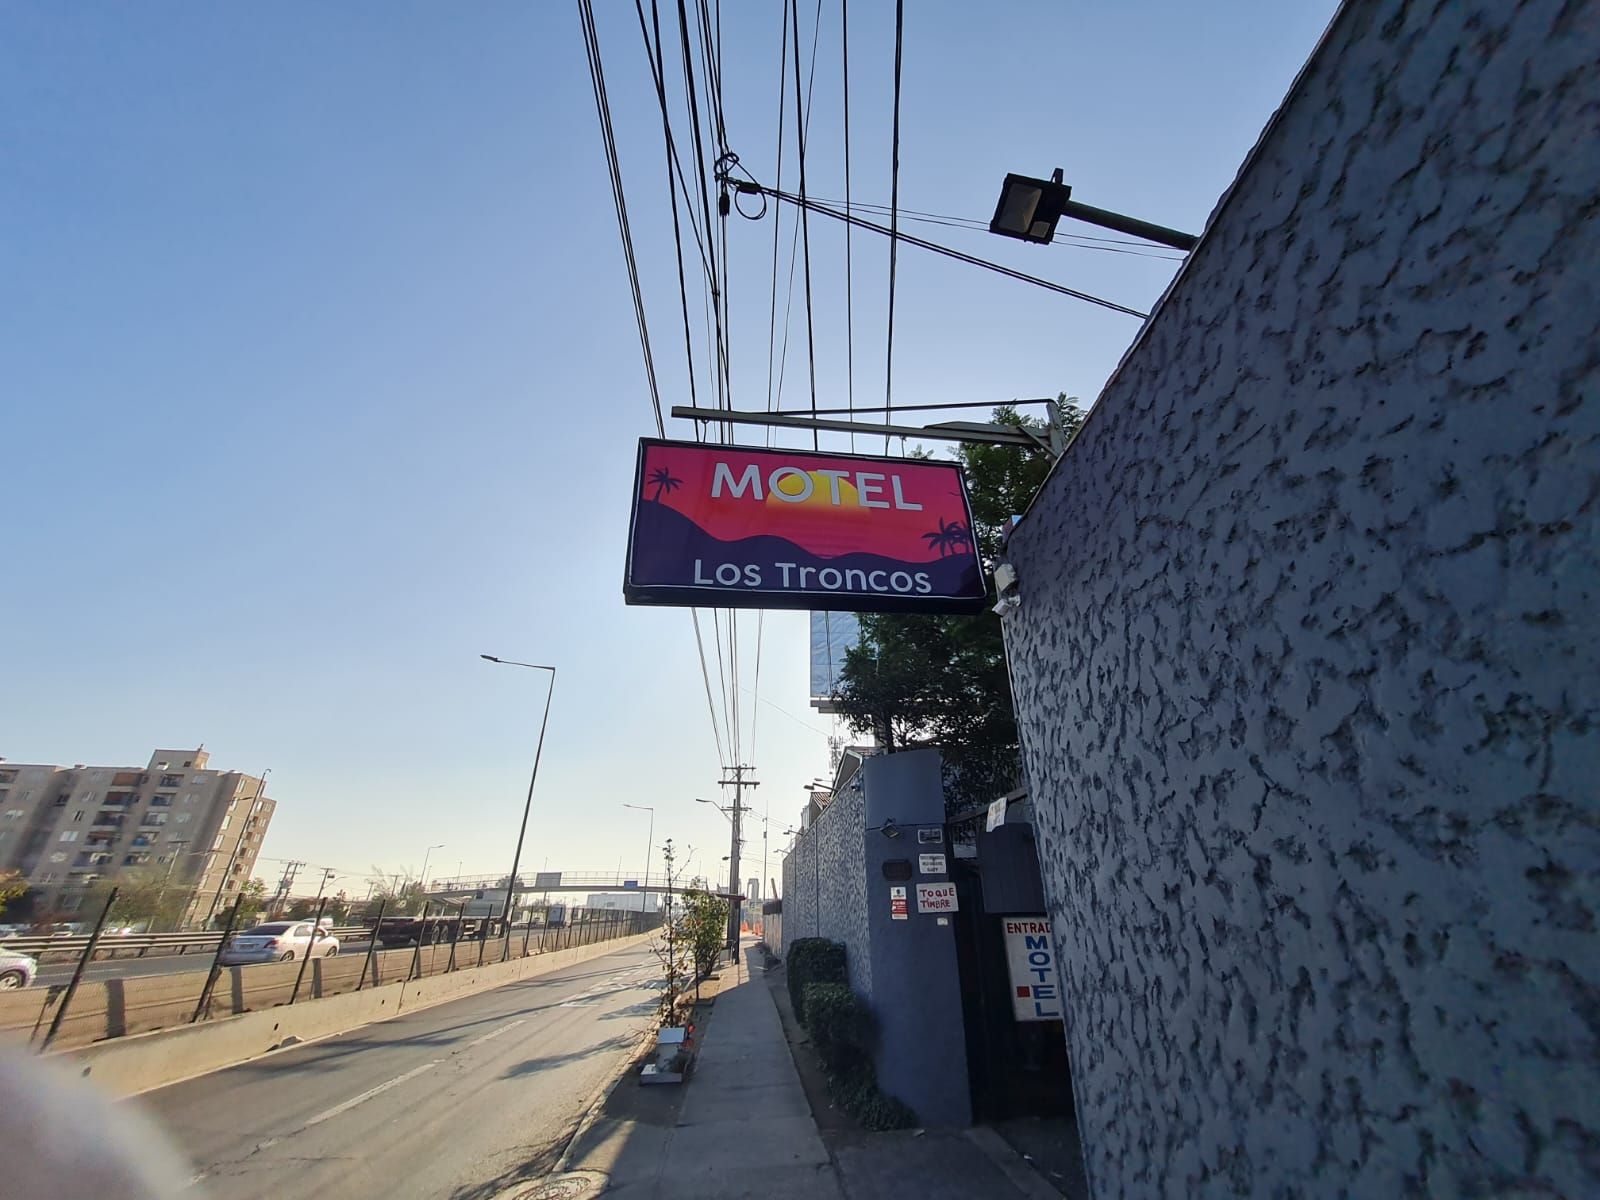 MOTEL
Los Troncos
TOQUE
TIMBRE
ENTRAD
MOTEL